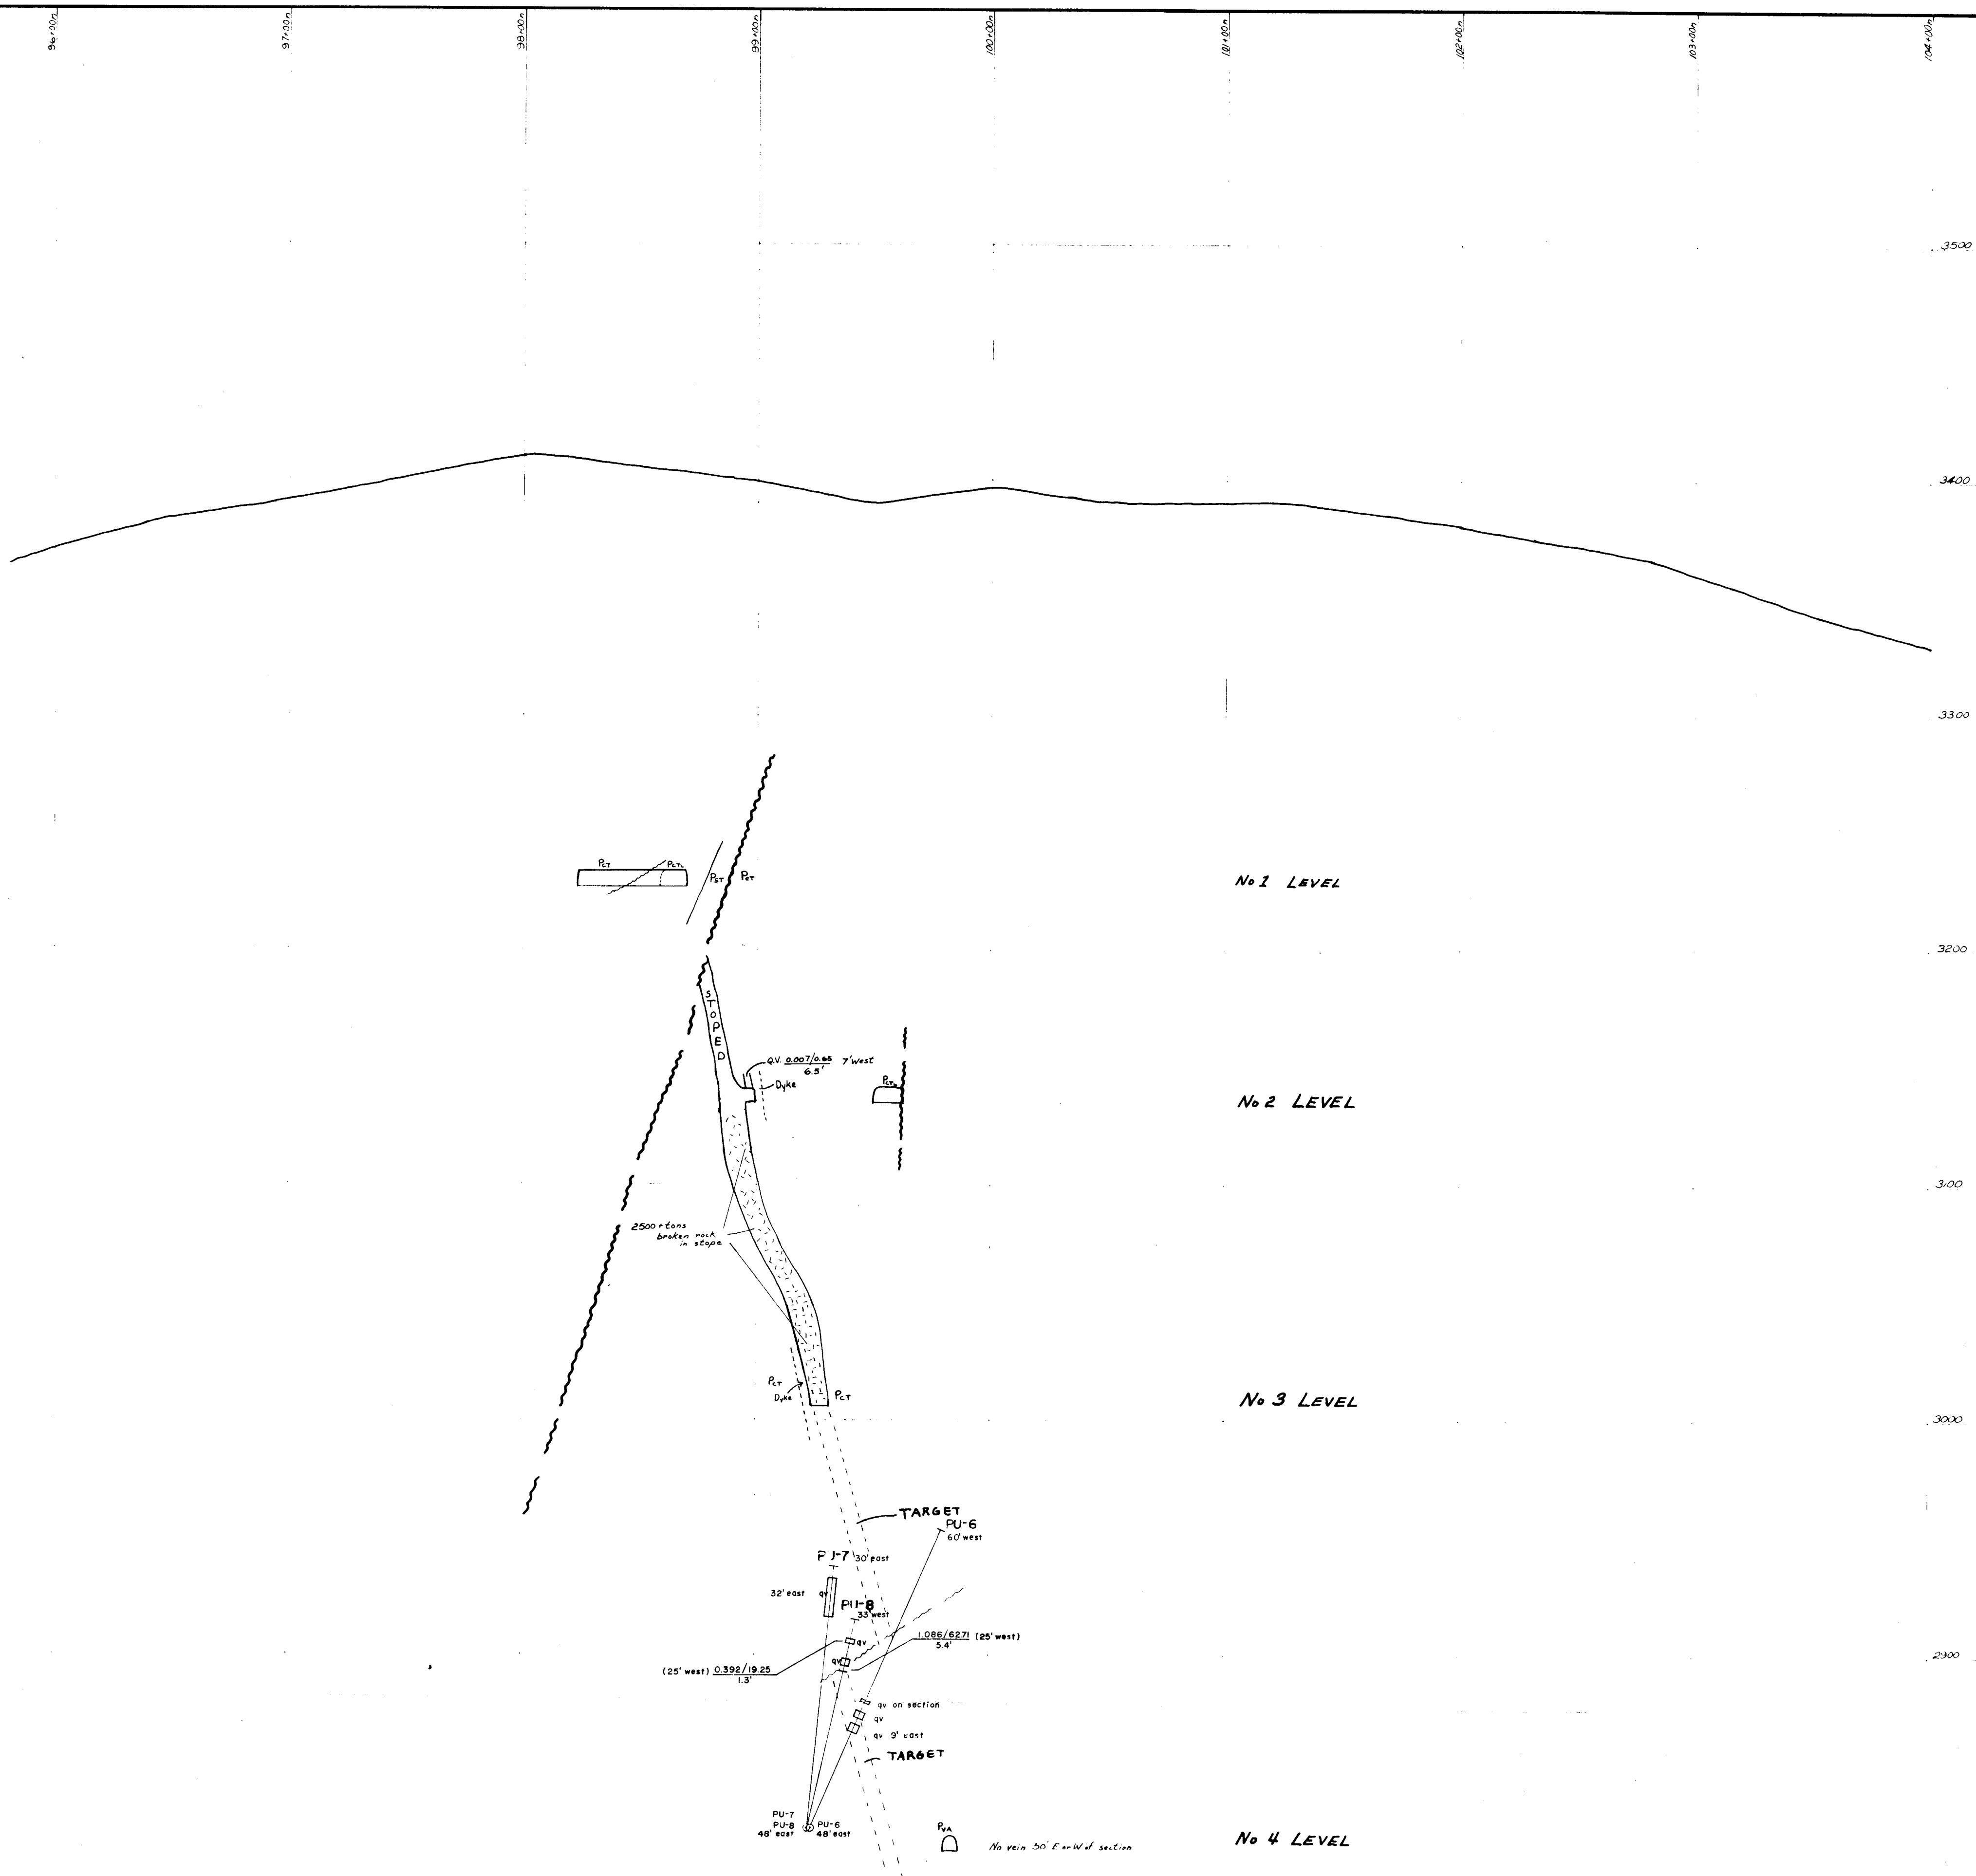 96+00n
97+00n
98+00n
99+00n
100+00n
101+00n
102+00n
103+00n
104+00n
3500
3400
3300
PCT
PCTL
PST
PCT
No 1 LEVEL
3200
STOPED
Q.V. 0.007/0.65 7' West
6.5'
Dyke
PCT
No 2 LEVEL
3100
2500+ tons
broken rock
in stope
PCT
Dyke
PCT
No 3 LEVEL
3000
TARGET
PU-6
60' west
PU-7 30' east
32' east qv
PU-8
33' west
qv
1.086/62.71 (25' west)
5.4'
qv
(25' west) 0.392/19.25
1.3'
2900
qv on section
qv
qv 9' east
TARGET
PU-7
PU-8
48' east
PU-6
48' east
PVA
No vein 50' E or W of section
No 4 LEVEL